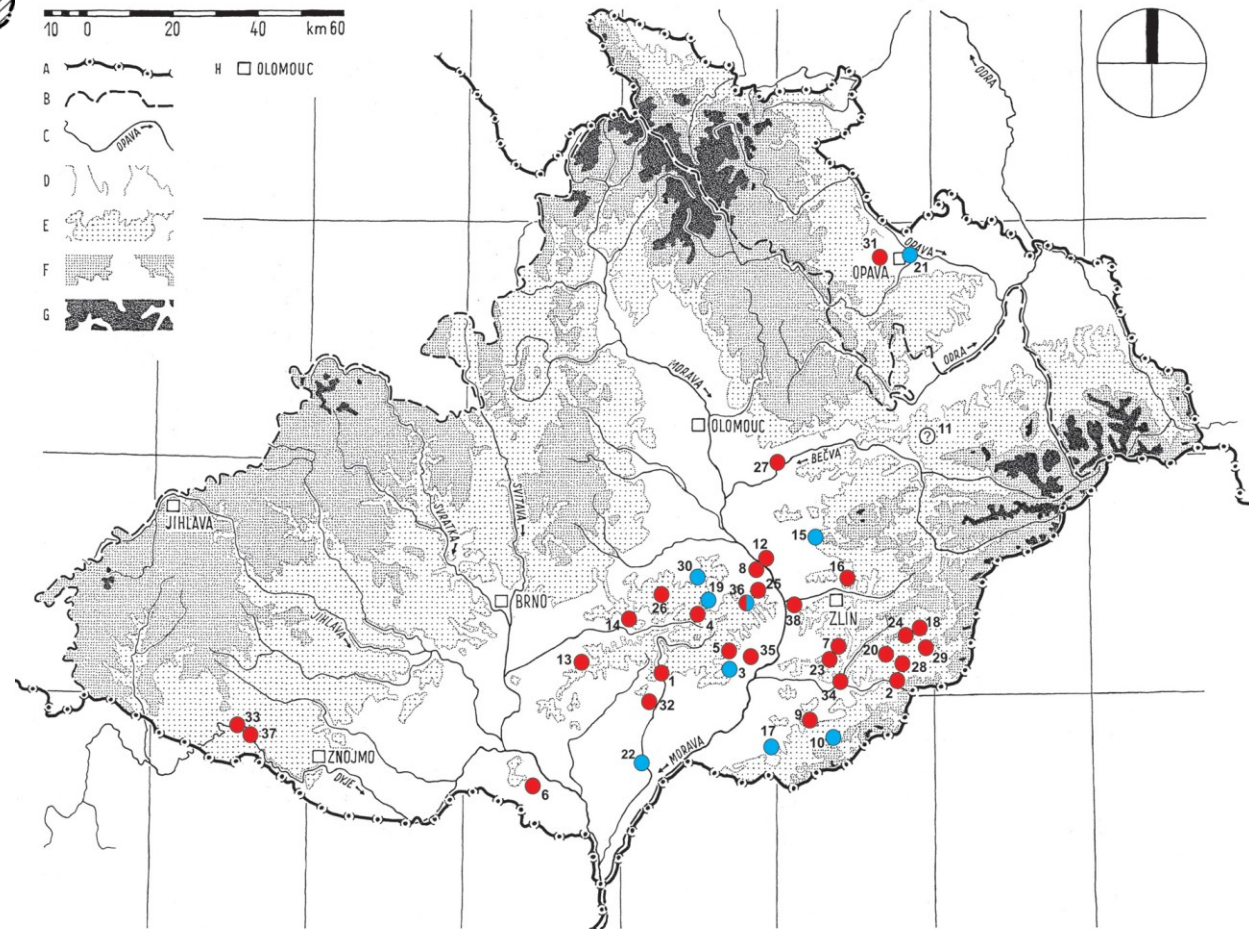 10 0 20 40 km 60
A
H OLOMOUC
B
C OPAVA
D
E
F
G
ODRA
31
OPAVA
OPAVA
21
ODRA
MORAVA
OLOMOUC
11
?
27
BEČVA
JIHLAVA
SVRATKA
SVITAVA
15
12
8
30
16
25
19
36
26
BRNO
38
ZLÍN
14
4
JIHLAVA
18
24
7
5
35
20
29
13
3
23
28
1
34
2
32
9
33
17
10
37
ZNOJMO
MORAVA
22
DYJE
6